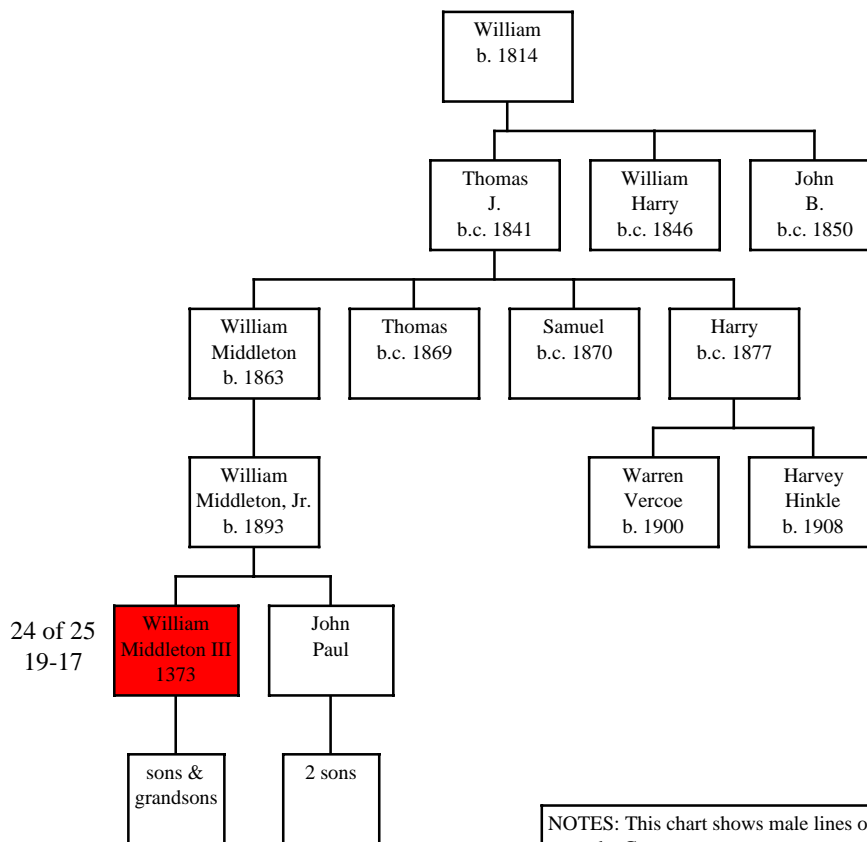 William
b. 1814
Thomas
J.
b.c. 1841
William
Harry
b.c. 1846
John
B.
b.c. 1850
William
Middleton
b. 1863
Thomas
b.c. 1869
Samuel
b.c. 1870
Harry
b.c. 1877
William
Middleton, Jr.
b. 1893
Warren
Vercoe
b. 1900
Harvey
Hinkle
b. 1908
24 of 25
19-17
William
Middleton III
1373
John
Paul
sons &
grandsons
2 sons
NOTES: This chart shows male lines